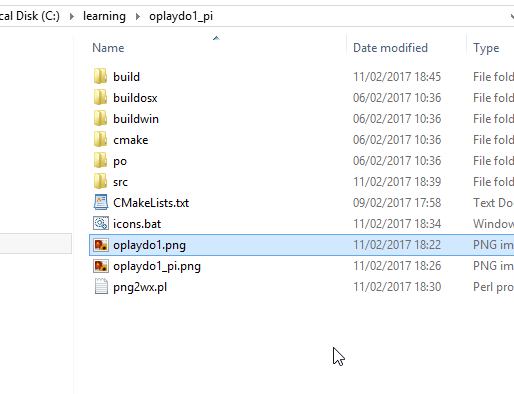 cal Disk (C:) learning oplaydo1_pi
Name Date modified Type
build 11/02/2017 18:45 File fold
buildosx 06/02/2017 10:36 File fold
buildwin 06/02/2017 10:36 File fold
cmake 06/02/2017 10:36 File fold
po 06/02/2017 10:36 File fold
src 11/02/2017 18:39 File fold
CMakeLists.txt 09/02/2017 17:58 Text Do
icons.bat 11/02/2017 18:34 Window
oplaydo1.png 11/02/2017 18:22 PNG im
oplaydo1_pi.png 11/02/2017 18:26 PNG im
png2wx.pl 11/02/2017 18:30 Perl pro